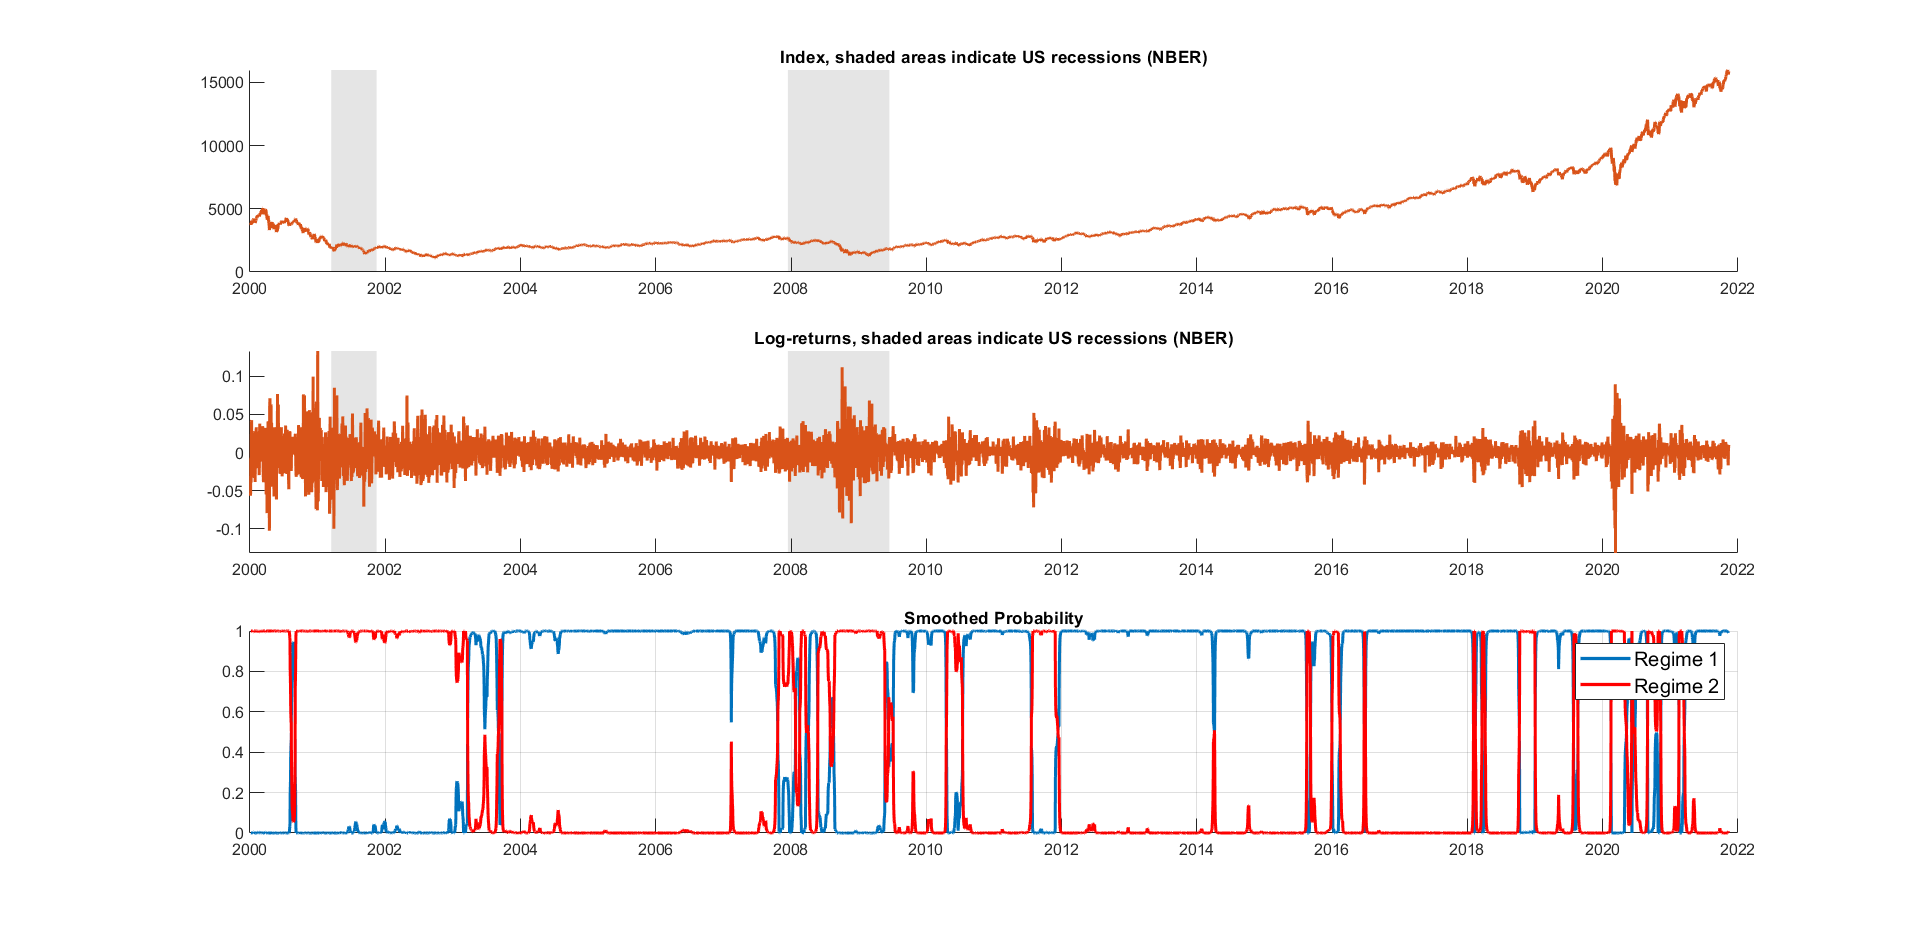 Index, shaded areas indicate US recessions (NBER)
15000
10000
5000
0
2000 2002 2004 2006 2008 2010 2012 2014 2016 2018 2020 2022
Log-returns, shaded areas indicate US recessions (NBER)
0.1
0.05
0
-0.05
-0.1
2000 2002 2004 2006 2008 2010 2012 2014 2016 2018 2020 2022
Smoothed Probability
1
0.8
0.6
0.4
0.2
0
Regime 1
Regime 2
2000 2002 2004 2006 2008 2010 2012 2014 2016 2018 2020 2022